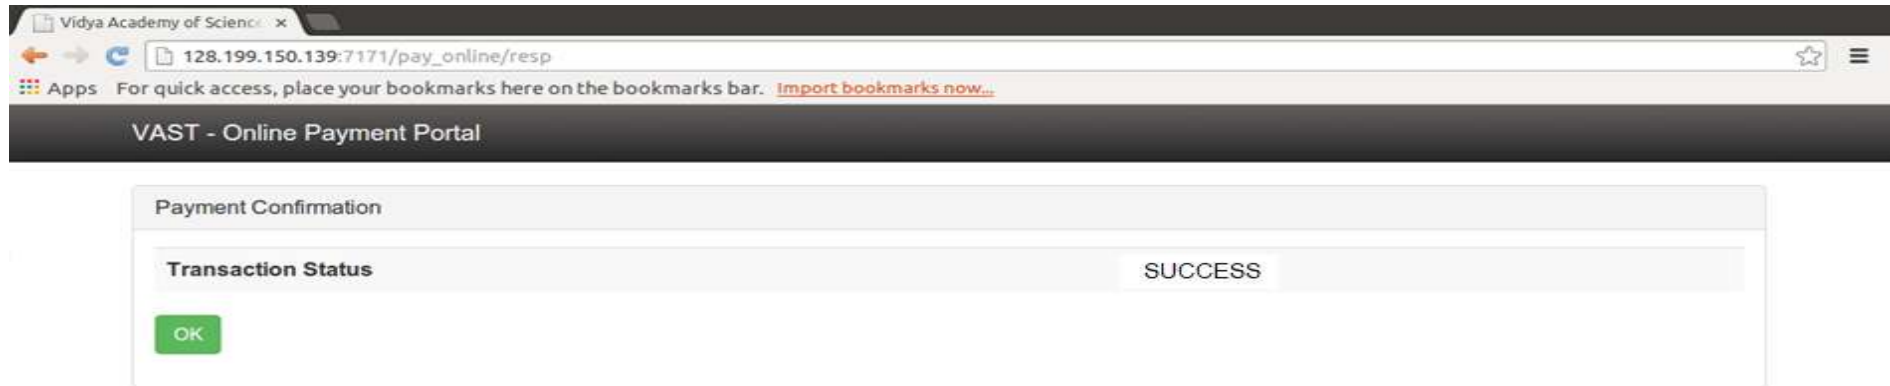 Vidya Academy of Science
128.199.150.139:7171/pay_online/resp
Apps For quick access, place your bookmarks here on the bookmarks bar. Import bookmarks now...
VAST - Online Payment Portal
Payment Confirmation
Transaction Status SUCCESS
OK